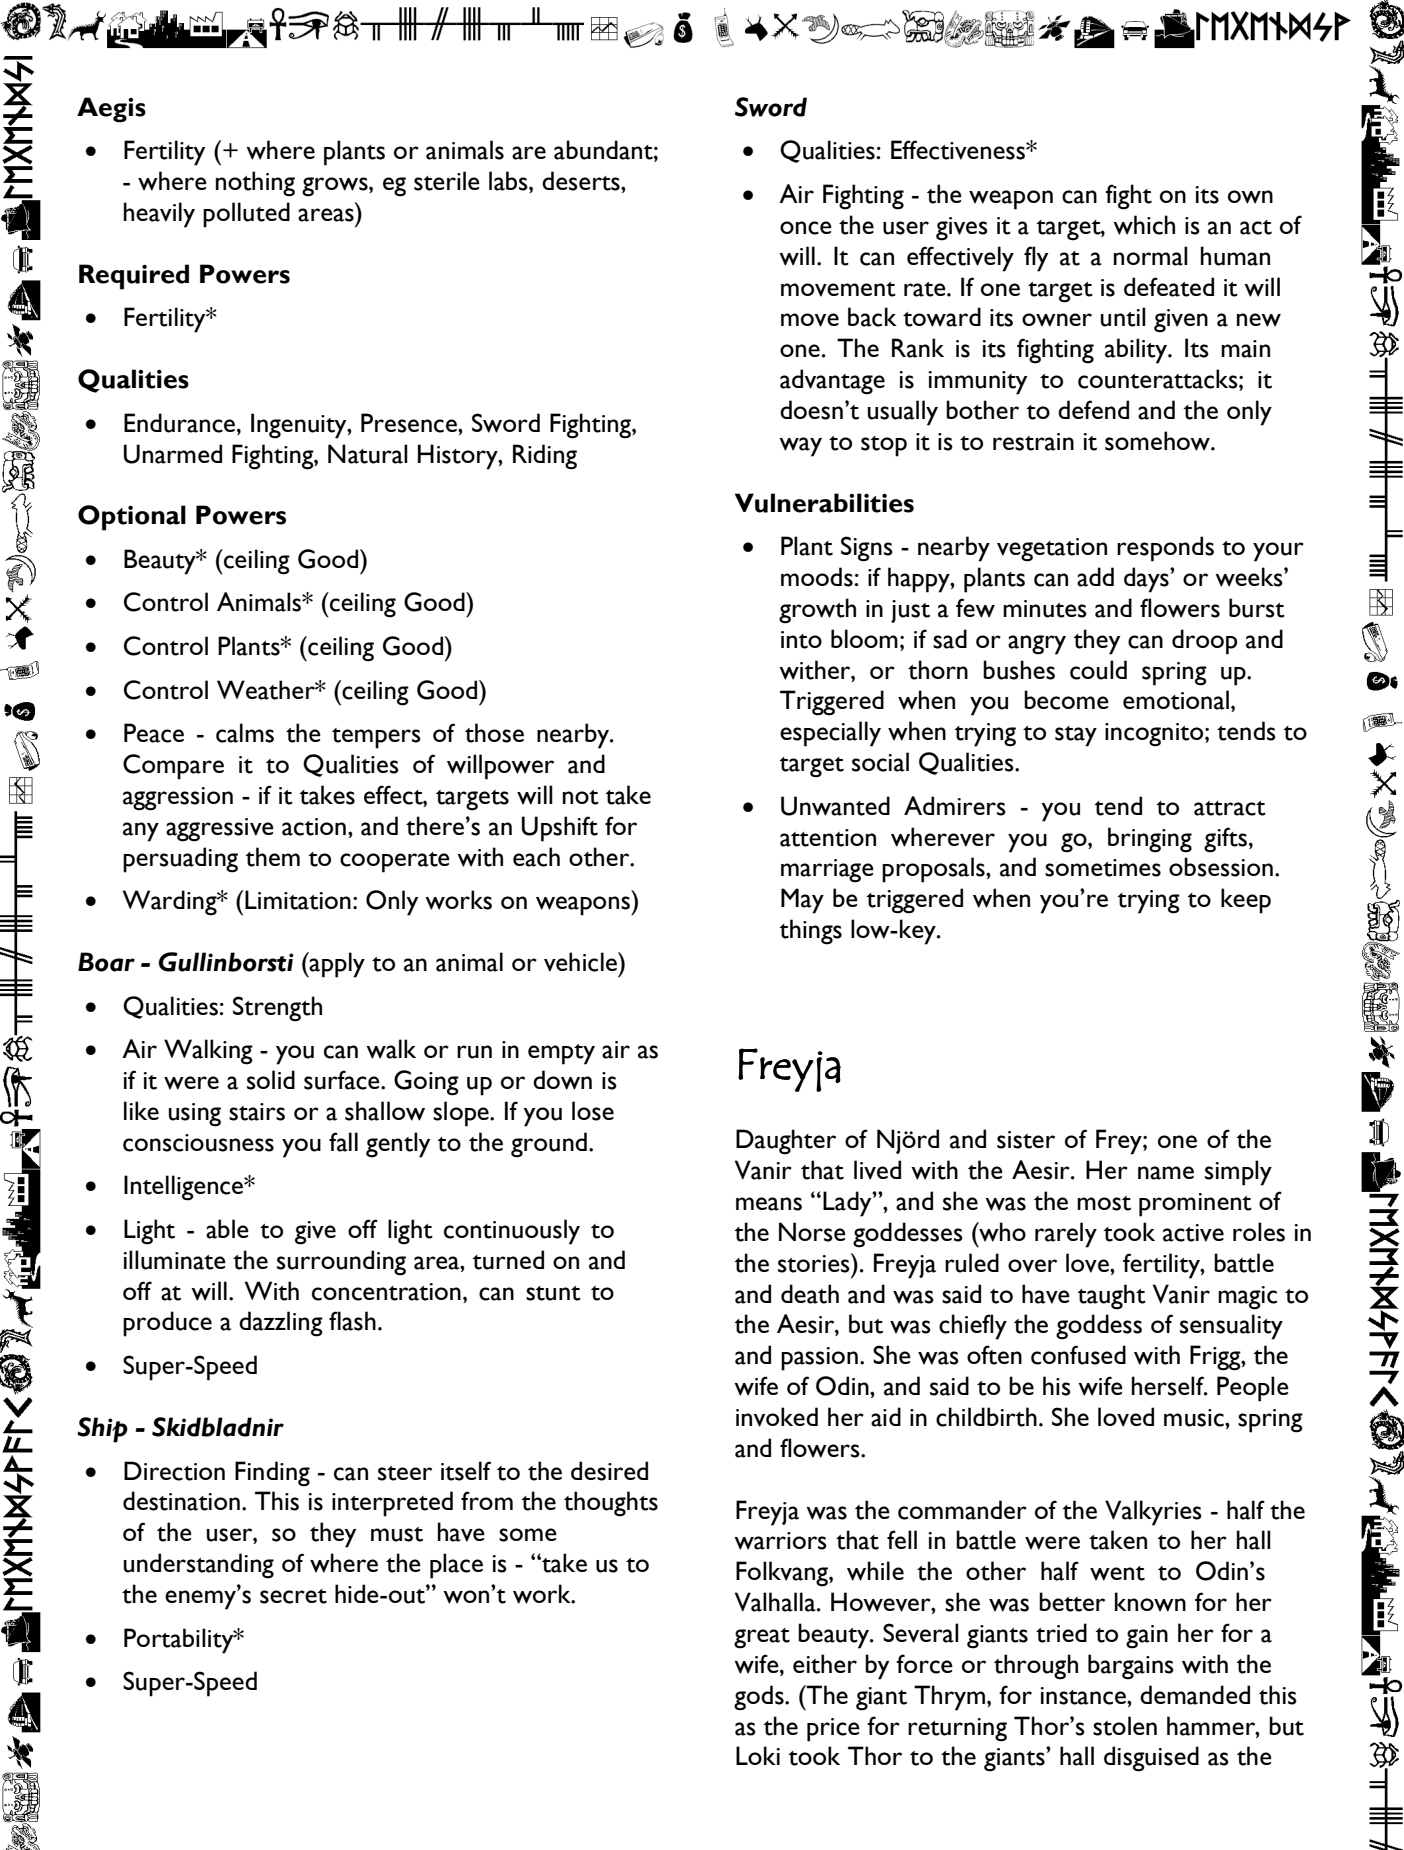 Aegis
• Fertility (+ where plants or animals are abundant;
- where nothing grows, eg sterile labs, deserts,
heavily polluted areas)
Required Powers
• Fertility*
Qualities
• Endurance, Ingenuity, Presence, Sword Fighting,
Unarmed Fighting, Natural History, Riding
Optional Powers
• Beauty* (ceiling Good)
• Control Animals* (ceiling Good)
• Control Plants* (ceiling Good)
• Control Weather* (ceiling Good)
• Peace - calms the tempers of those nearby.
Compare it to Qualities of willpower and
aggression - if it takes effect, targets will not take
any aggressive action, and there’s an Upshift for
persuading them to cooperate with each other.
• Warding* (Limitation: Only works on weapons)
Boar - Gullinborsti (apply to an animal or vehicle)
• Qualities: Strength
• Air Walking - you can walk or run in empty air as
if it were a solid surface. Going up or down is
like using stairs or a shallow slope. If you lose
consciousness you fall gently to the ground.
• Intelligence*
• Light - able to give off light continuously to
illuminate the surrounding area, turned on and
off at will. With concentration, can stunt to
produce a dazzling flash.
• Super-Speed
Ship - Skidbladnir
• Direction Finding - can steer itself to the desired
destination. This is interpreted from the thoughts
of the user, so they must have some
understanding of where the place is - “take us to
the enemy’s secret hide-out” won’t work.
• Portability*
• Super-Speed
Sword
• Qualities: Effectiveness*
• Air Fighting - the weapon can fight on its own
once the user gives it a target, which is an act of
will. It can effectively fly at a normal human
movement rate. If one target is defeated it will
move back toward its owner until given a new
one. The Rank is its fighting ability. Its main
advantage is immunity to counterattacks; it
doesn’t usually bother to defend and the only
way to stop it is to restrain it somehow.
Vulnerabilities
• Plant Signs - nearby vegetation responds to your
moods: if happy, plants can add days’ or weeks’
growth in just a few minutes and flowers burst
into bloom; if sad or angry they can droop and
wither, or thorn bushes could spring up.
Triggered when you become emotional,
especially when trying to stay incognito; tends to
target social Qualities.
• Unwanted Admirers - you tend to attract
attention wherever you go, bringing gifts,
marriage proposals, and sometimes obsession.
May be triggered when you’re trying to keep
things low-key.
Freyja
Daughter of Njörd and sister of Frey; one of the
Vanir that lived with the Aesir. Her name simply
means “Lady”, and she was the most prominent of
the Norse goddesses (who rarely took active roles in
the stories). Freyja ruled over love, fertility, battle
and death and was said to have taught Vanir magic to
the Aesir, but was chiefly the goddess of sensuality
and passion. She was often confused with Frigg, the
wife of Odin, and said to be his wife herself. People
invoked her aid in childbirth. She loved music, spring
and flowers.
Freyja was the commander of the Valkyries - half the
warriors that fell in battle were taken to her hall
Folkvang, while the other half went to Odin’s
Valhalla. However, she was better known for her
great beauty. Several giants tried to gain her for a
wife, either by force or through bargains with the
gods. (The giant Thrym, for instance, demanded this
as the price for returning Thor’s stolen hammer, but
Loki took Thor to the giants’ hall disguised as the